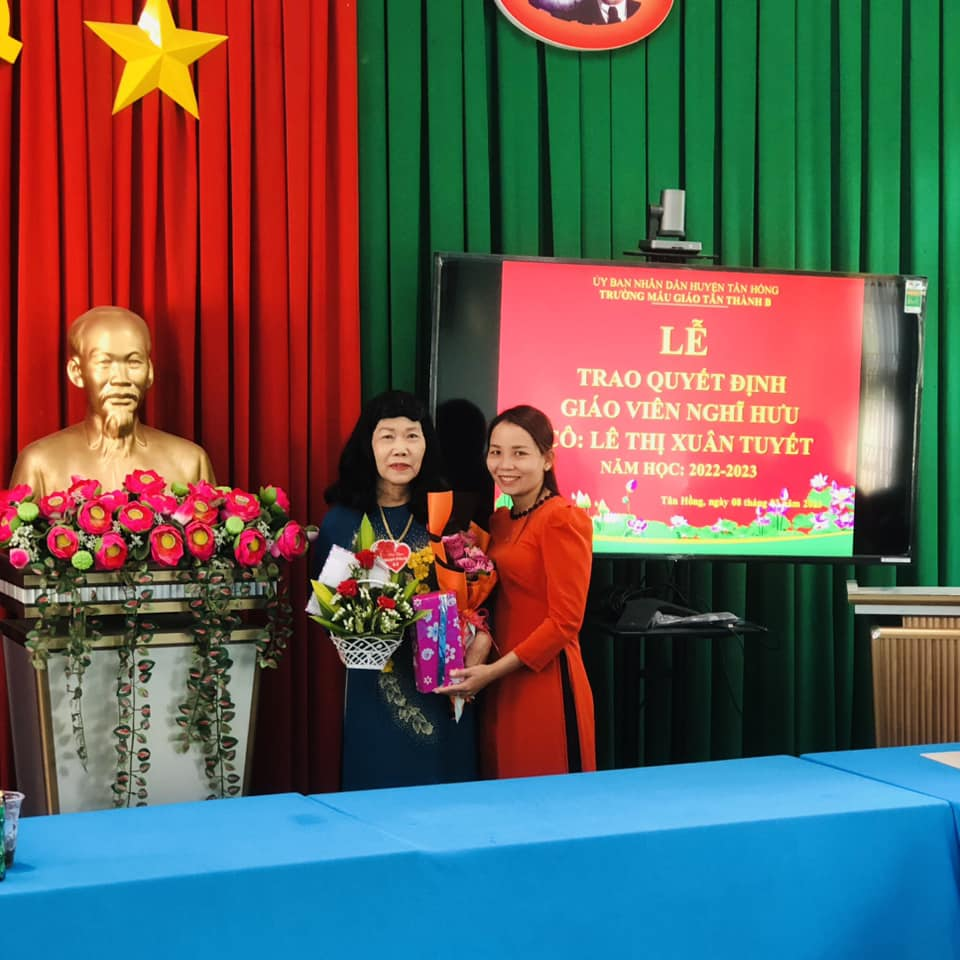 ỦY BAN NHÂN DÂN HUYỆN TÂN HỒNG
TRƯỜNG MẪU GIÁO TÂN THÀNH B
LỄ
TRAO QUYẾT ĐỊNH
GIÁO VIÊN NGHĨ HƯU
CÔ: LÊ THỊ XUÂN TUYẾT
NĂM HỌC: 2022-2023
Tân Hồng, ngày 08 tháng